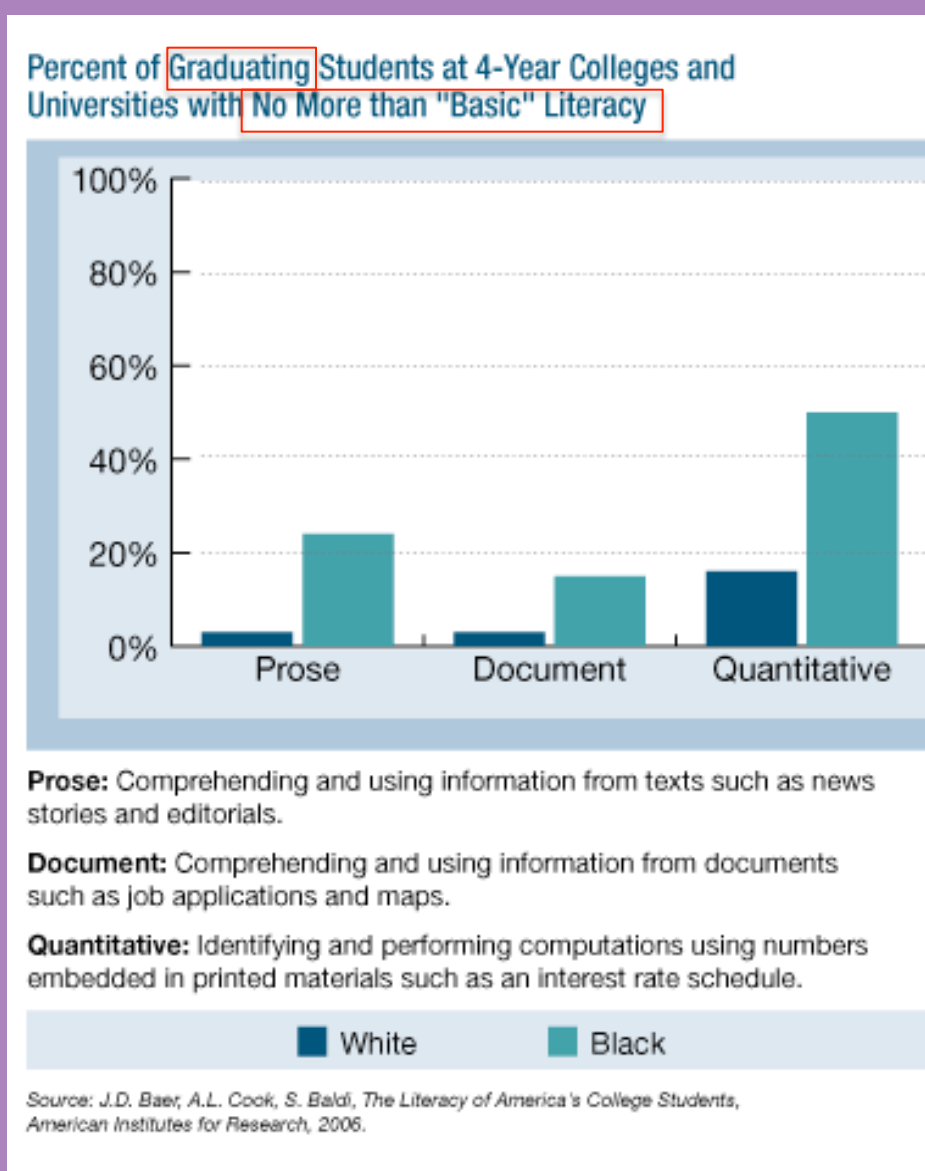 Percent of Graduating Students at 4-Year Colleges and
Universities with No More than "Basic" Literacy
100%
80%
60%
40%
20%
0%
Prose Document Quantitative
Prose: Comprehending and using information from texts such as news
stories and editorials.
Document: Comprehending and using information from documents
such as job applications and maps.
Quantitative: Identifying and performing computations using numbers
embedded in printed materials such as an interest rate schedule.
White Black
Source: J.D. Baer, A.L. Cook, S. Baldi, The Literacy of America's College Students,
American Institutes for Research, 2006.